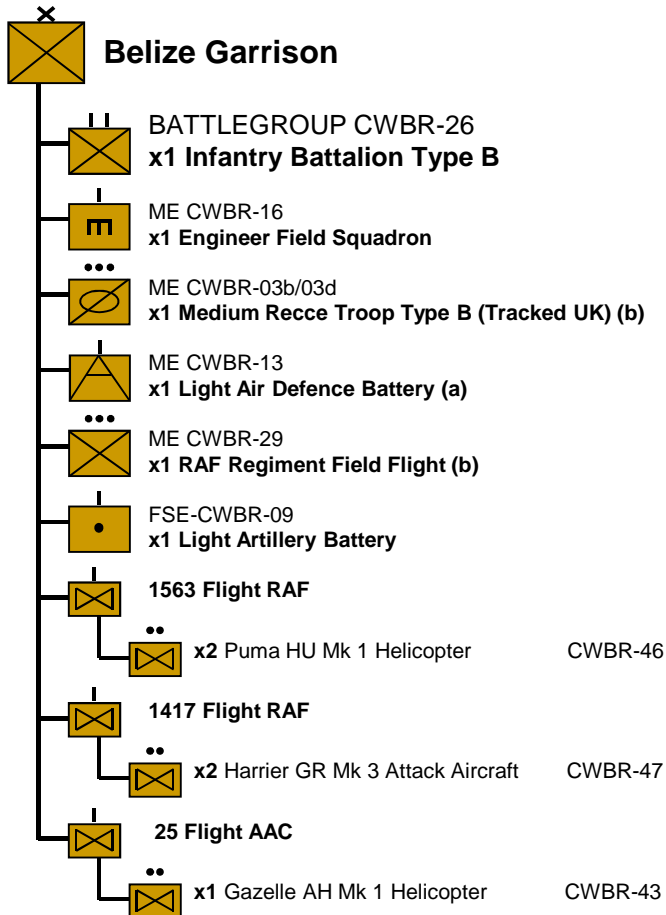 Belize Garrison
BATTLEGROUP CWBR-26
x1 Infantry Battalion Type B
ME CWBR-16
x1 Engineer Field Squadron
ME CWBR-03b/03d
x1 Medium Recce Troop Type B (Tracked UK) (b)
ME CWBR-13
x1 Light Air Defence Battery (a)
ME CWBR-29
x1 RAF Regiment Field Flight (b)
FSE-CWBR-09
x1 Light Artillery Battery
1563 Flight RAF
x2 Puma HU Mk 1 Helicopter CWBR-46
1417 Flight RAF
x2 Harrier GR Mk 3 Attack Aircraft CWBR-47
25 Flight AAC
x1 Gazelle AH Mk 1 Helicopter CWBR-43